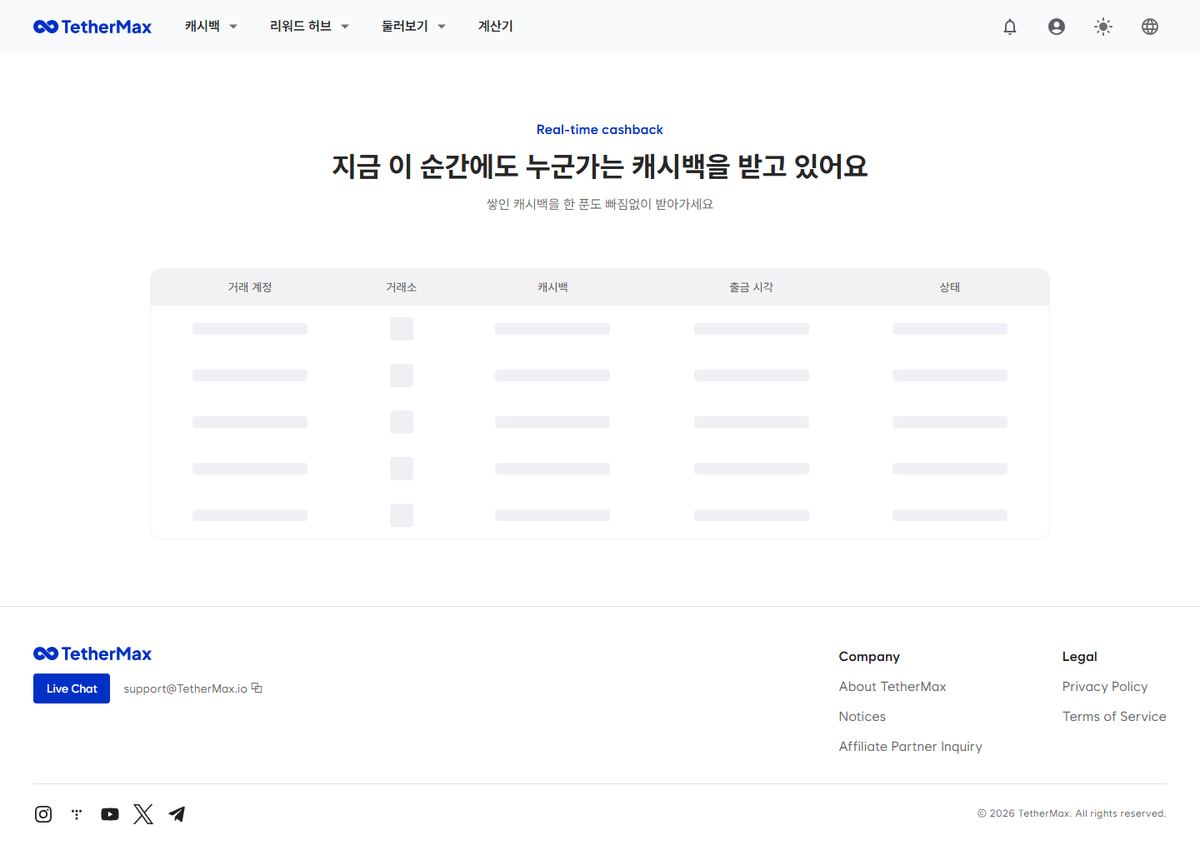 TetherMax 캐시백 리워드 허브 둘러보기 계산기
Real-time cashback
지금 이 순간에도 누군가는 캐시백을 받고 있어요
쌓인 캐시백을 한 푼도 빠짐없이 받아가세요
거래 계정 거래소 캐시백 출금 시각 상태
TetherMax
Live Chat support@TetherMax.io
Company
About TetherMax
Notices
Affiliate Partner Inquiry
Legal
Privacy Policy
Terms of Service
© 2026 TetherMax. All rights reserved.